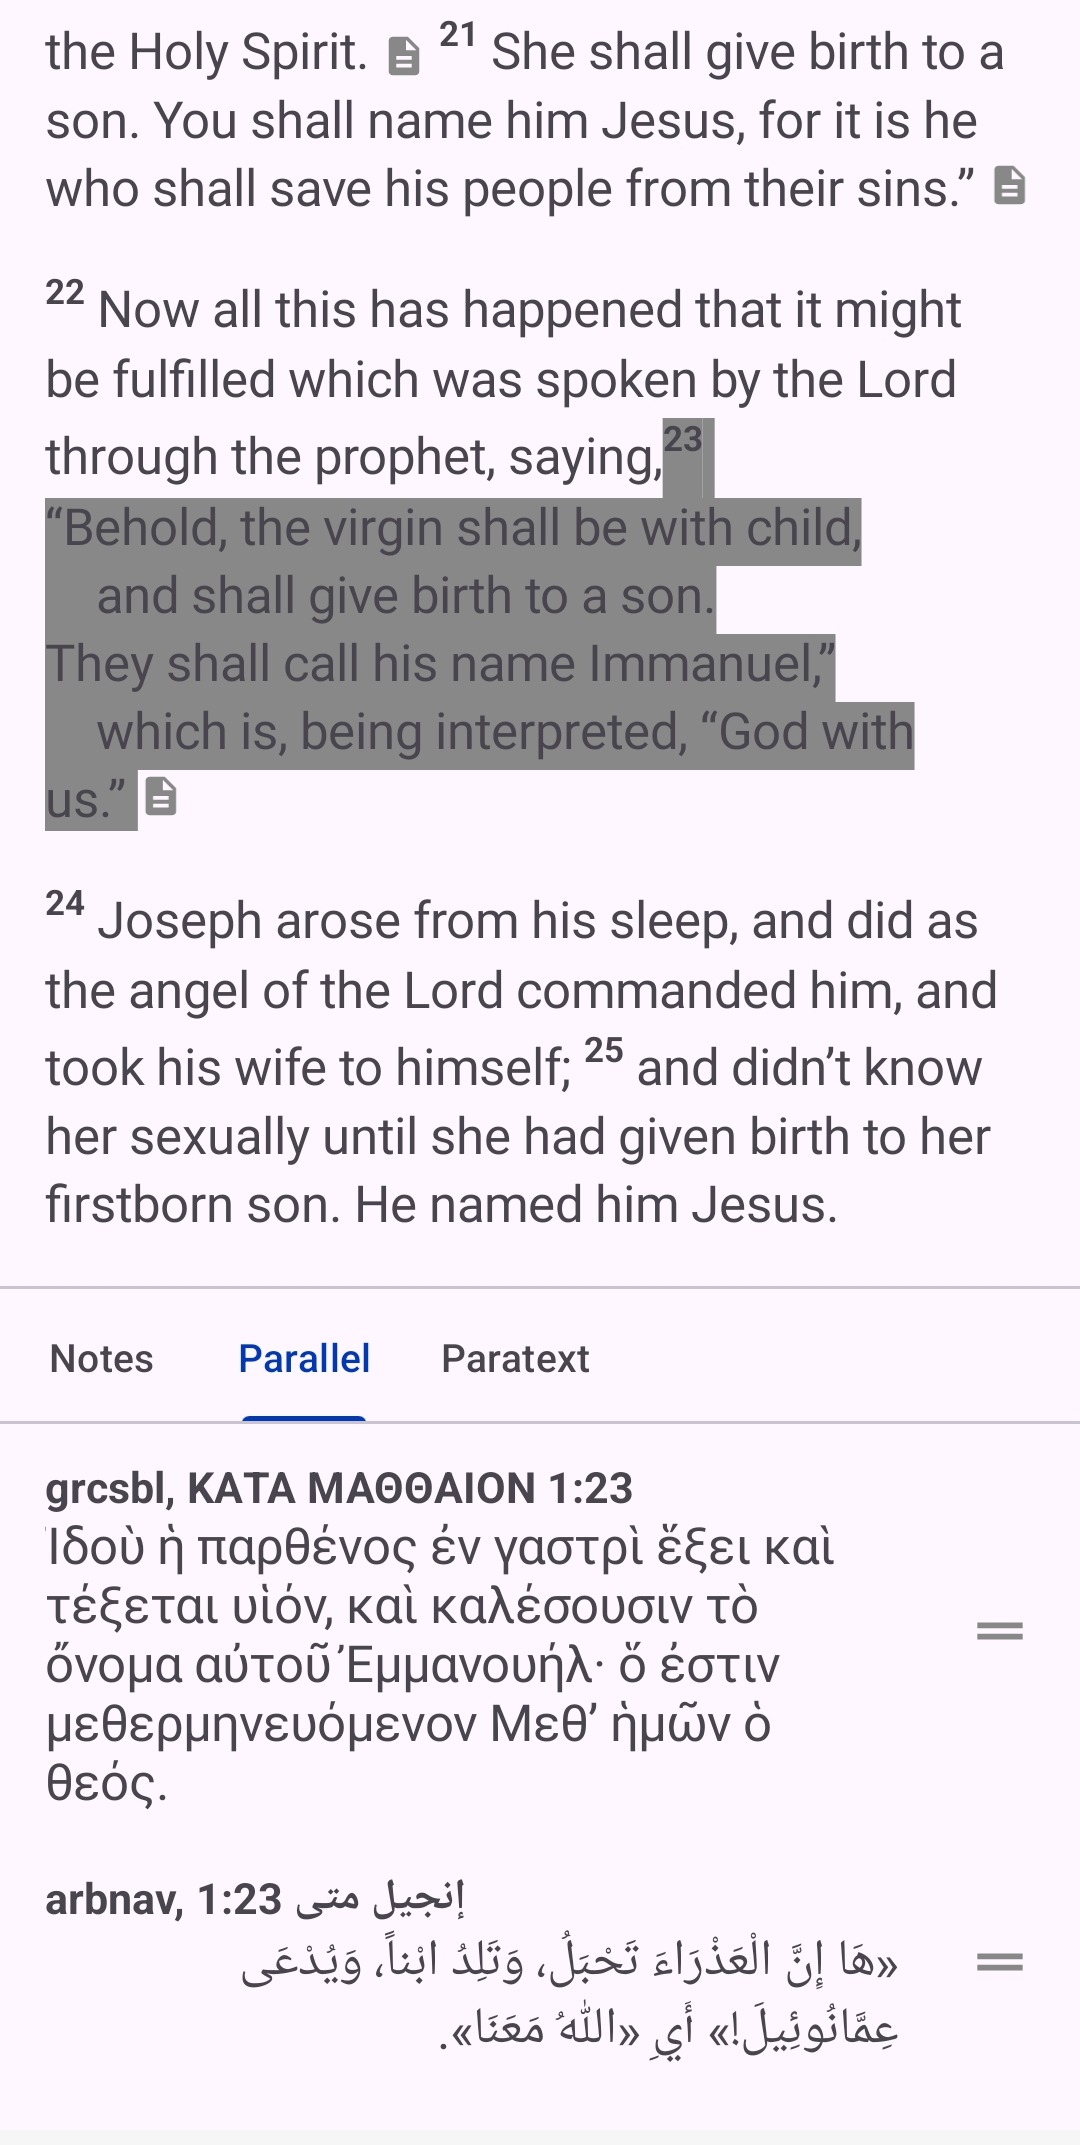 the Holy Spirit. 21 She shall give birth to a
son. You shall name him Jesus, for it is he
who shall save his people from their sins.”
22 Now all this has happened that it might
be fulfilled which was spoken by the Lord
through the prophet, saying,23
“Behold, the virgin shall be with child,
and shall give birth to a son.
They shall call his name Immanuel,”
which is, being interpreted, “God with
us.”
24 Joseph arose from his sleep, and did as
the angel of the Lord commanded him, and
took his wife to himself; 25 and didn’t know
her sexually until she had given birth to her
firstborn son. He named him Jesus.
Notes Parallel Paratext
grcsbl, ΚΑΤΑ ΜΑΘΘΑΙΟΝ 1:23
Ἰδοὺ ἡ παρθένος ἐν γαστρὶ ἕξει καὶ
τέξεται υἱόν, καὶ καλέσουσιν τὸ
ὄνομα αὐτοῦ Ἐμμανουήλ· ὅ ἐστιν
μεθερμηνευόμενον Μεθ’ ἡμῶν ὁ
θεός.
arbnav, إنجيل متى 1:23
«هَا إِنَّ الْعَذْرَاءَ تَحْبَلُ، وَتَلِدُ ابْناً، وَيُدْعَى
عِمَّانُوئِيلَ!» أَيِ «اللهُ مَعَنَا».